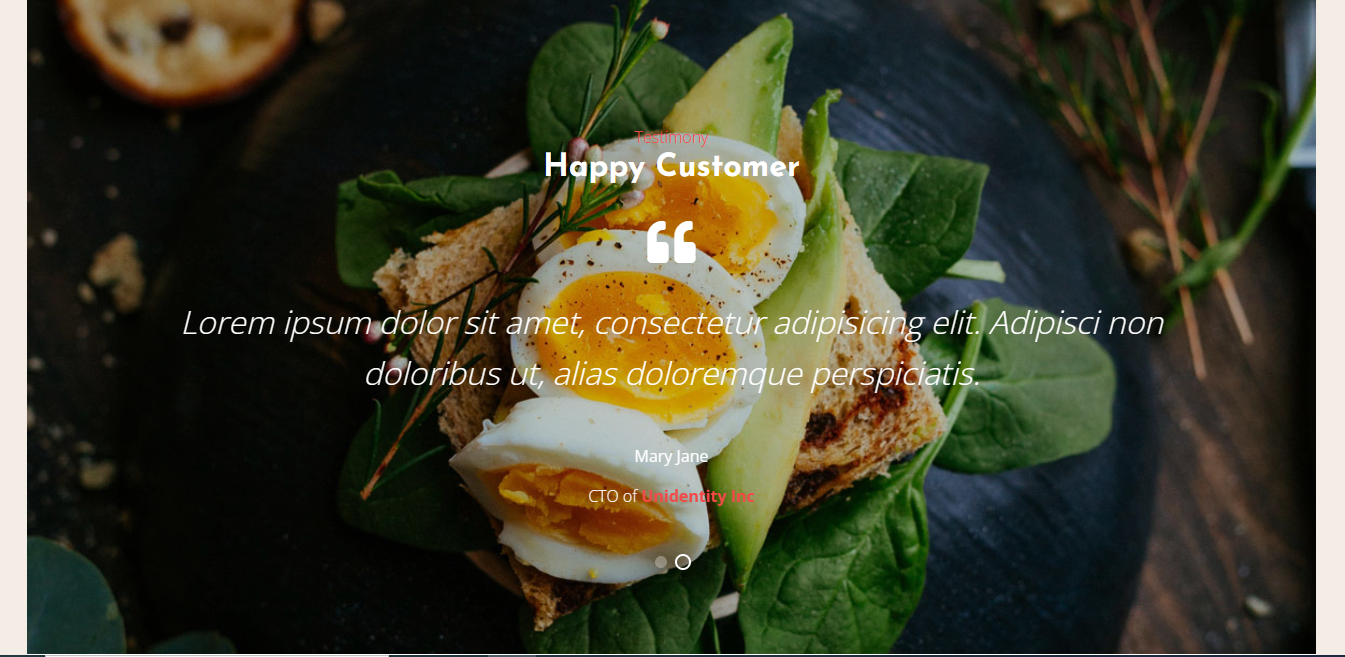 Testimony
Happy Customer
“
Lorem ipsum dolor sit amet, consectetur adipisicing elit. Adipisci non
doloribus ut, alias doloremque perspiciatis.
Mary Jane
CTO of Unidentity Inc